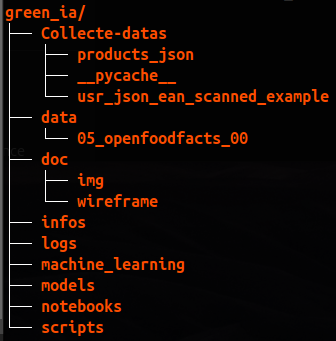 green_ia/
├── Collecte-datas
│   ├── products_json
│   ├── __pycache__
│   └── usr_json_ean_scanned_example
├── data
│   └── 05_openfoodfacts_00
├── doc
│   ├── img
│   └── wireframe
├── infos
├── logs
├── machine_learning
├── models
├── notebooks
└── scripts